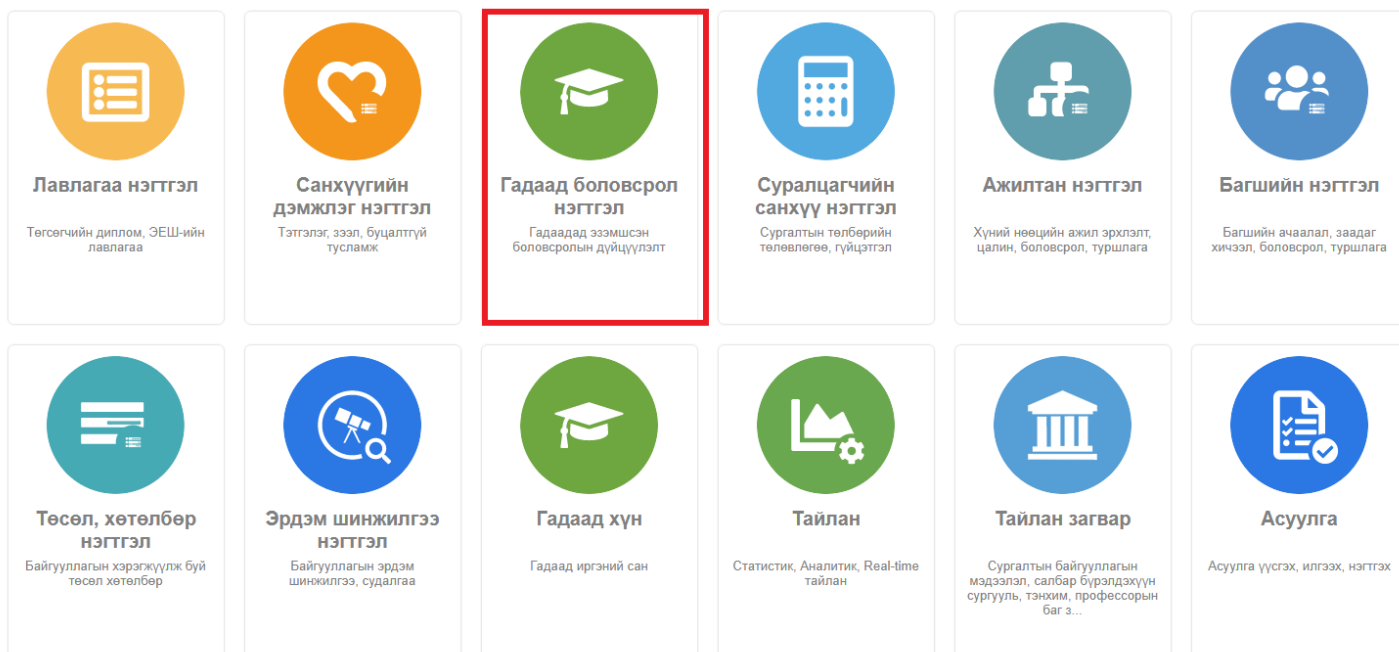 Лавлагаа нэгтгэл
Төгсөгчийн диплом, ЭЕШ-ийн
лавлагаа
Санхүүгийн
дэмжлэг нэгтгэл
Тэтгэлэг, зээл, буцалтгүй
тусламж
Гадаад боловсрол
нэгтгэл
Гадаадад эзэмшсэн
боловсролын дүйцүүлэлт
Суралцагчийн
санхүү нэгтгэл
Сургалтын төлбөрийн
төлөвлөгөө, гүйцэтгэл
Ажилтан нэгтгэл
Хүний нөөцийн ажил эрхлэлт,
цалин, боловсрол, туршлага
Багшийн нэгтгэл
Багшийн ачаалал, заадаг
хичээл, боловсрол, туршлага
Төсөл, хөтөлбөр
нэгтгэл
Байгууллагын хэрэгжүүлж буй
төсөл хөтөлбөр
Эрдэм шинжилгээ
нэгтгэл
Байгууллагын эрдэм
шинжилгээ, судалгаа
Гадаад хүн
Гадаад иргэний сан
Тайлан
Статистик, Аналитик, Real-time
тайлан
Тайлан загвар
Сургалтын байгууллагын
мэдээлэл, салбар бүрэлдэхүүн
сургууль, тэнхим, профессорын
баг з...
Асуулга
Асуулга үүсгэх, илгээх, нэгтгэх